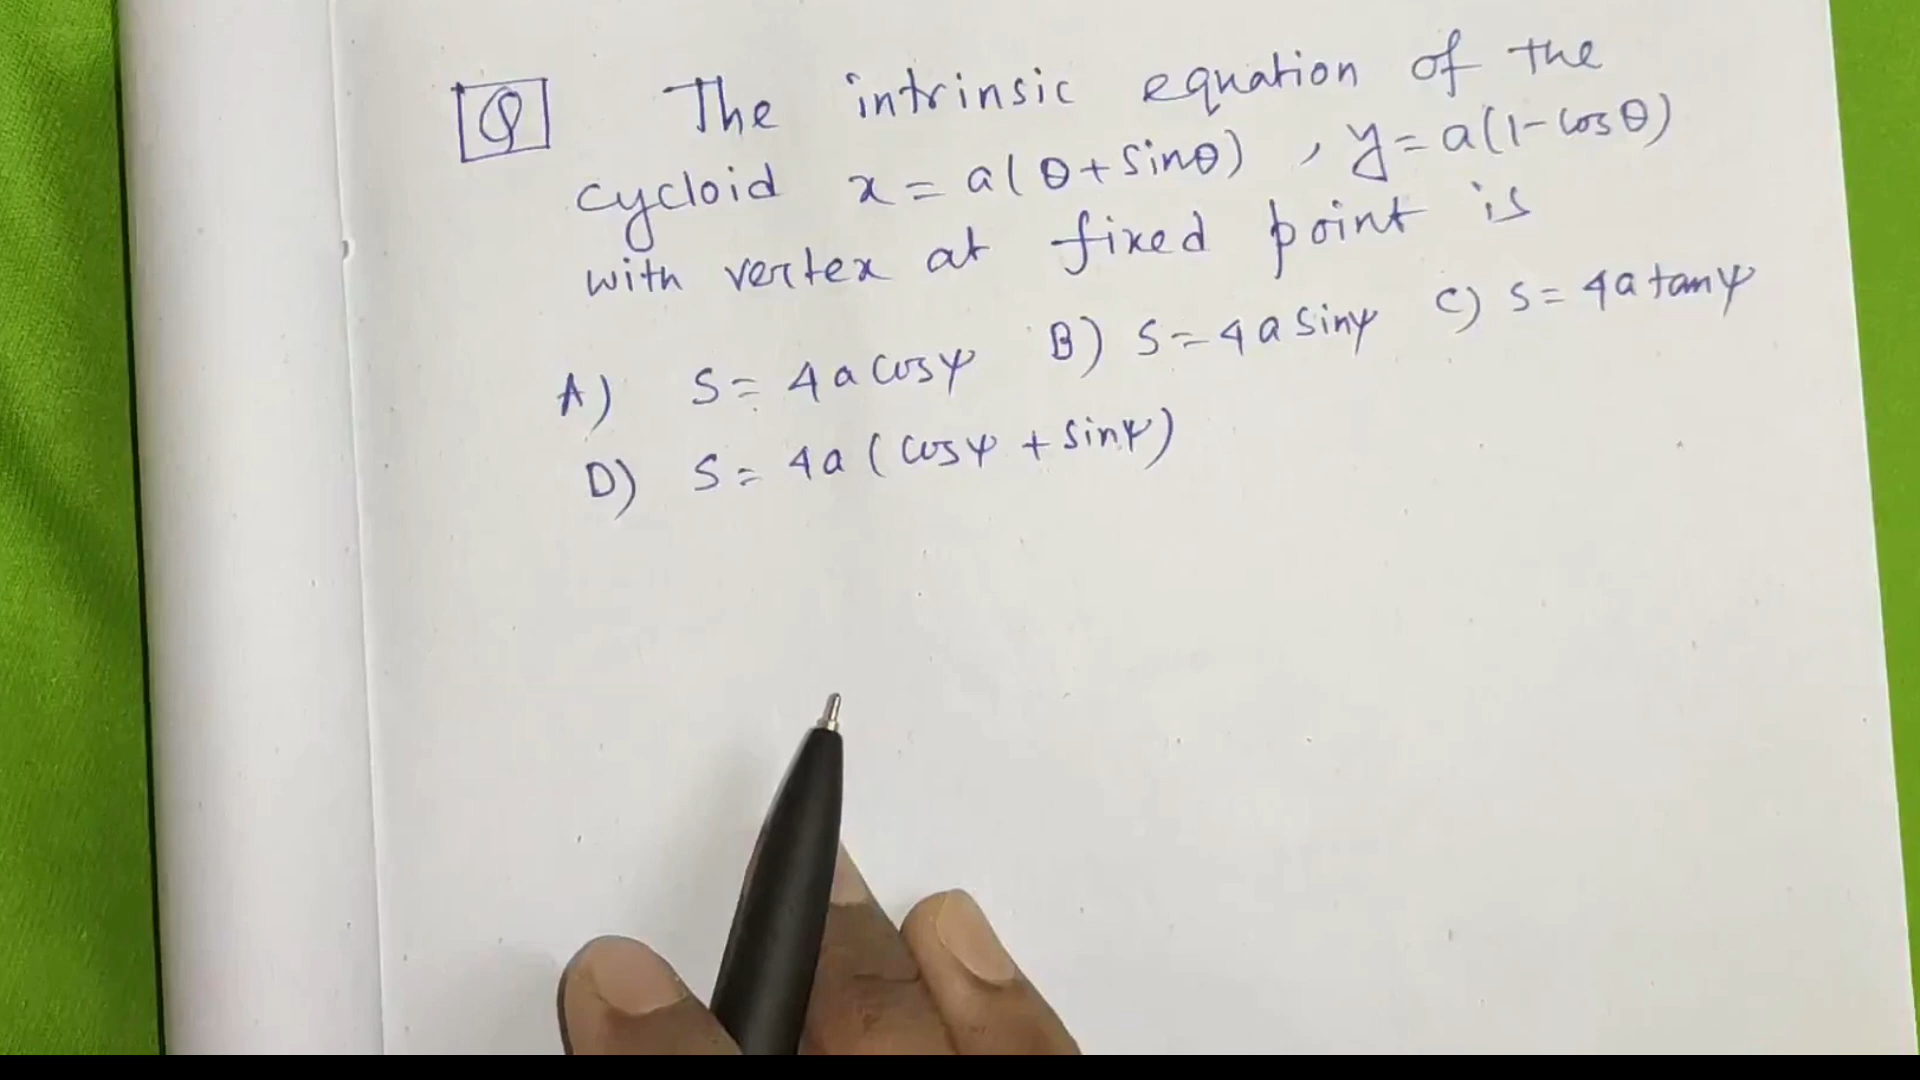 Q The intrinsic equation of the
cycloid x = a(θ + sinθ) , y = a(1 - cosθ)
with vertex at fixed point is
A) S = 4a cosψ B) S = 4a sinψ C) S = 4a tanψ
D) S = 4a (cosψ + sinψ)